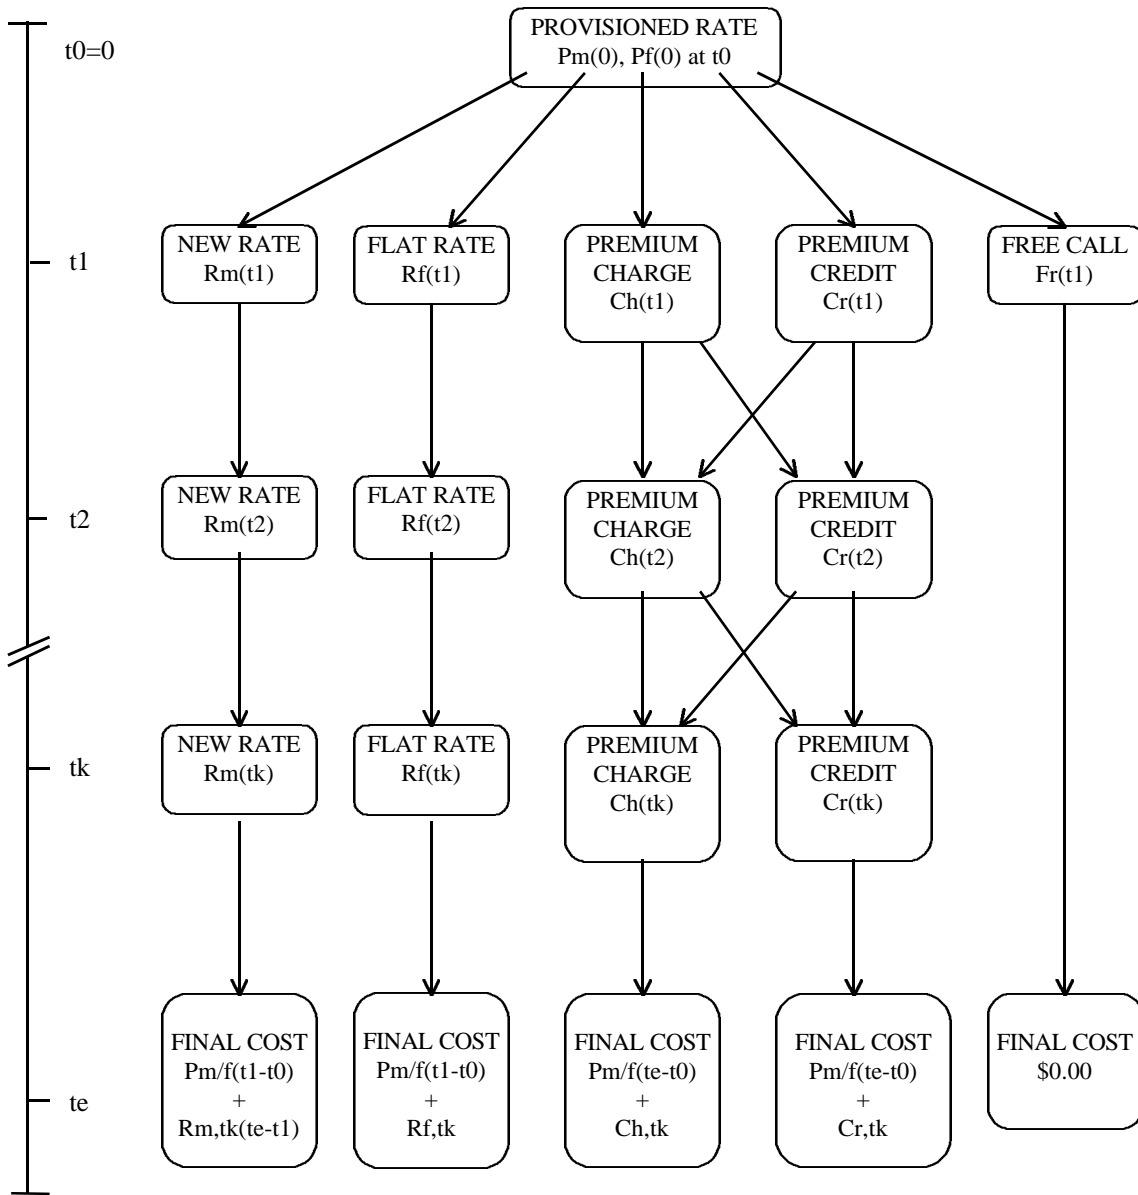 PROVISIONED RATE
Pm(0), Pf(0) at t0
t0=0
NEW RATE
Rm(t1)
FLAT RATE
Rf(t1)
PREMIUM
CHARGE
Ch(t1)
PREMIUM
CREDIT
Cr(t1)
FREE CALL
Fr(t1)
t1
NEW RATE
Rm(t2)
FLAT RATE
Rf(t2)
PREMIUM
CHARGE
Ch(t2)
PREMIUM
CREDIT
Cr(t2)
t2
NEW RATE
Rm(tk)
FLAT RATE
Rf(tk)
PREMIUM
CHARGE
Ch(tk)
PREMIUM
CREDIT
Cr(tk)
tk
FINAL COST
Pm/f(t1-t0)
+
Rm,tk(te-t1)
FINAL COST
Pm/f(t1-t0)
+
Rf,tk
FINAL COST
Pm/f(te-t0)
+
Ch,tk
FINAL COST
Pm/f(te-t0)
+
Cr,tk
FINAL COST
$0.00
te